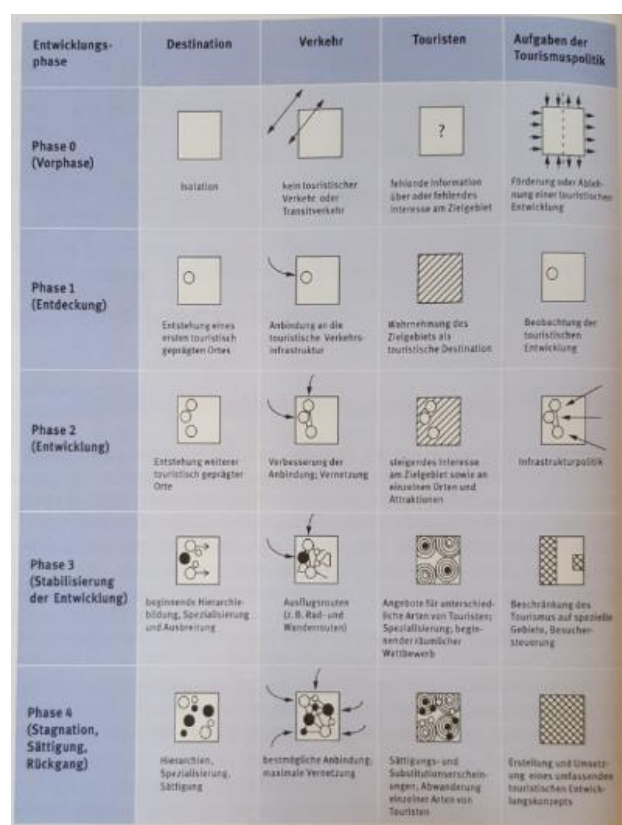 Entwicklungs-
phase
Destination
Verkehr
Touristen
Aufgaben der
Tourismuspolitik
Phase 0
(Vorphase)
Isolation
kein touristischer
Verkehr oder
Transitverkehr
?
fehlende Information
über oder fehlendes
Interesse am Zielgebiet
Förderung oder Ableh-
nung einer touristischen
Entwicklung
Phase 1
(Entdeckung)
Entstehung eines
ersten touristisch
geprägten Ortes
Anbindung an die
touristische Verkehrs-
infrastruktur
Wahrnehmung des
Zielgebiets als
touristische Destination
Beobachtung der
touristischen
Entwicklung
Phase 2
(Entwicklung)
Entstehung weiterer
touristisch geprägter
Orte
Verbesserung der
Anbindung; Vernetzung
steigendes Interesse
am Zielgebiet sowie an
einzelnen Orten und
Attraktionen
Infrastrukturpolitik
Phase 3
(Stabilisierung
der Entwicklung)
beginnende Hierarchie-
bildung, Spezialisierung
und Ausbreitung
Ausflugsrouten
(z. B. Rad- und
Wanderrouten)
Angebote für unterschied-
liche Arten von Touristen;
Spezialisierung; begin-
nender räumlicher
Wettbewerb
Beschränkung des
Tourismus auf spezielle
Gebiete, Besucher-
steuerung
Phase 4
(Stagnation,
Sättigung,
Rückgang)
Hierarchien,
Spezialisierung,
Sättigung
bestmögliche Anbindung;
maximale Vernetzung
Sättigungs- und
Substitutionserschein-
ungen; Abwanderung
einzelner Arten von
Touristen
Erstellung und Umsetz-
ung eines umfassenden
touristischen Entwick-
lungskonzepts